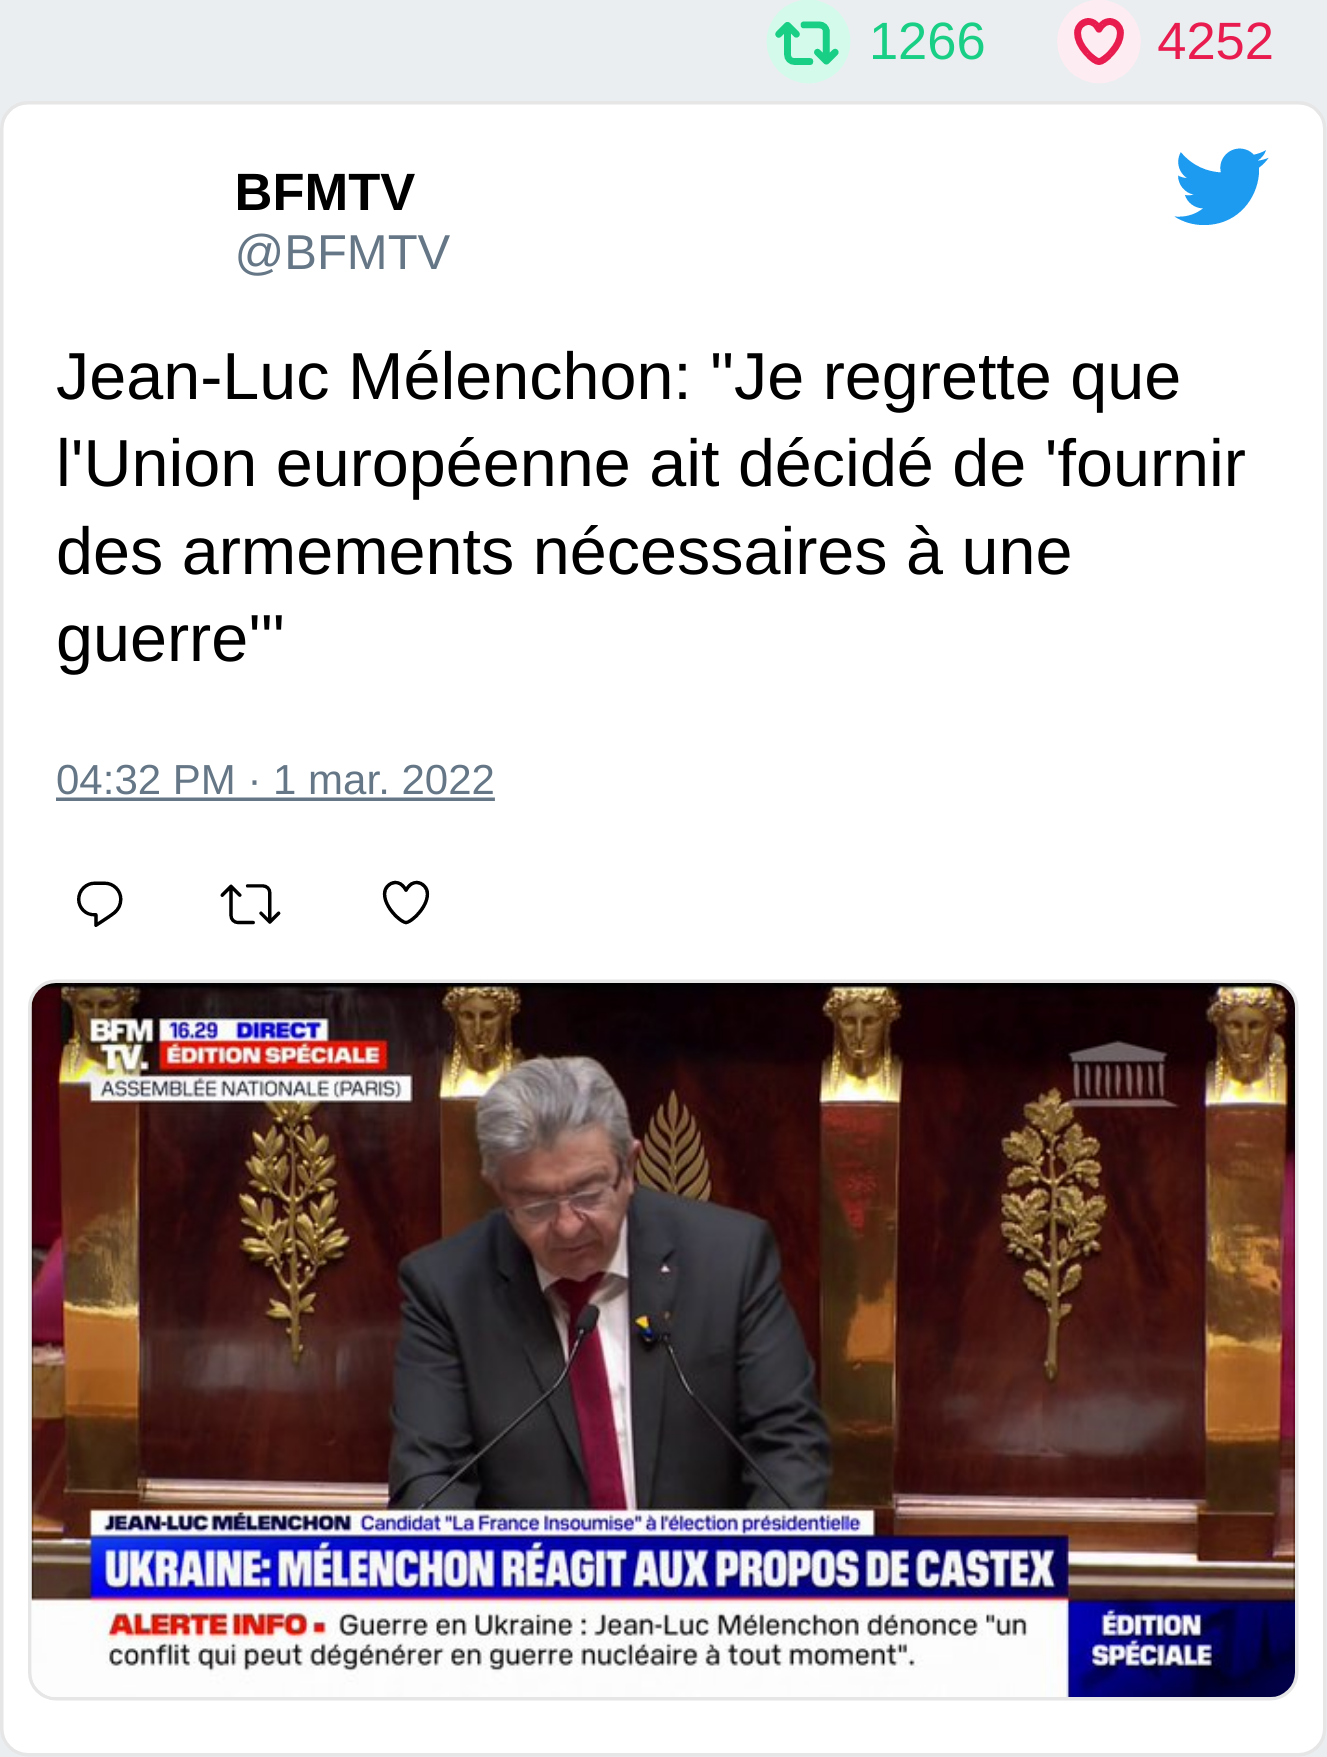 1266 4252
BFMTV
@BFMTV
Jean-Luc Mélenchon: "Je regrette que
l'Union européenne ait décidé de 'fournir
des armements nécessaires à une
guerre'"
04:32 PM · 1 mar. 2022
BFM 16.29 DIRECT
TV. ÉDITION SPÉCIALE
ASSEMBLÉE NATIONALE (PARIS)
JEAN-LUC MÉLENCHON Candidat "La France Insoumise" à l'élection présidentielle
UKRAINE: MÉLENCHON RÉAGIT AUX PROPOS DE CASTEX
ALERTE INFO ▪ Guerre en Ukraine : Jean-Luc Mélenchon dénonce "un
conflit qui peut dégénérer en guerre nucléaire à tout moment".
ÉDITION
SPÉCIALE